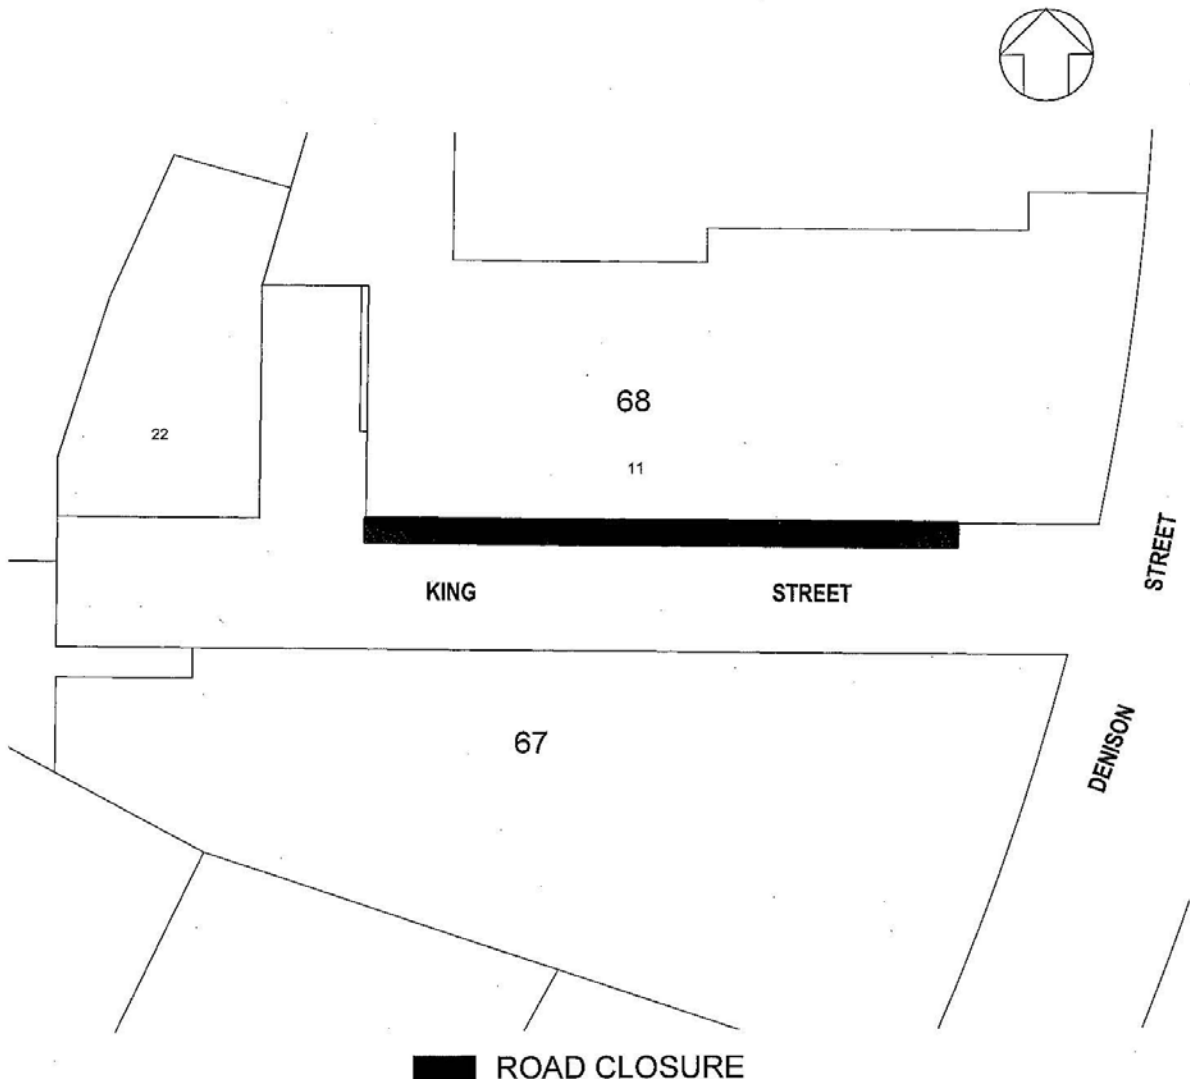 68
22
11
KING STREET
STREET
DENISON
67
ROAD CLOSURE